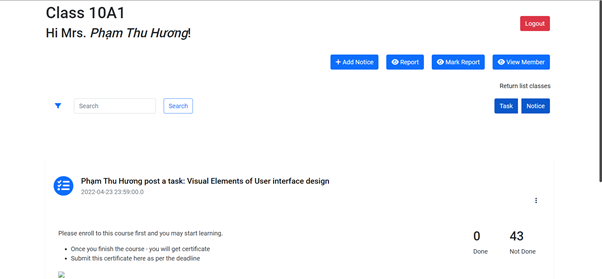 Class 10A1
Hi Mrs. Phạm Thu Hương!
Logout
+ Add Notice
Report
Mark Report
View Member
Return list classes
Search
Search
Task
Notice
Phạm Thu Hương post a task: Visual Elements of User interface design
2022-04-23 23:59:00.0
Please enroll to this course first and you may start learning.
Once you finish the course - you will get certificate
Submit this certificate here as per the deadline
0
43
Done
Not Done